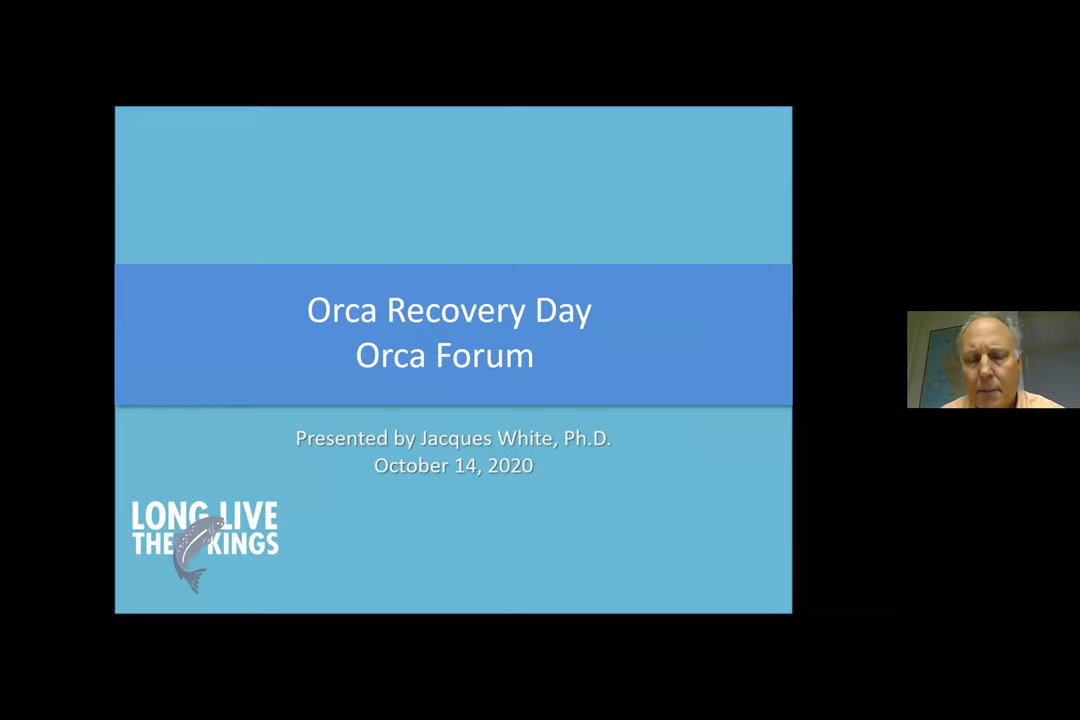 Orca Recovery Day
Orca Forum
Presented by Jacques White, Ph.D.
October 14, 2020
LONG LIVE
THE KINGS